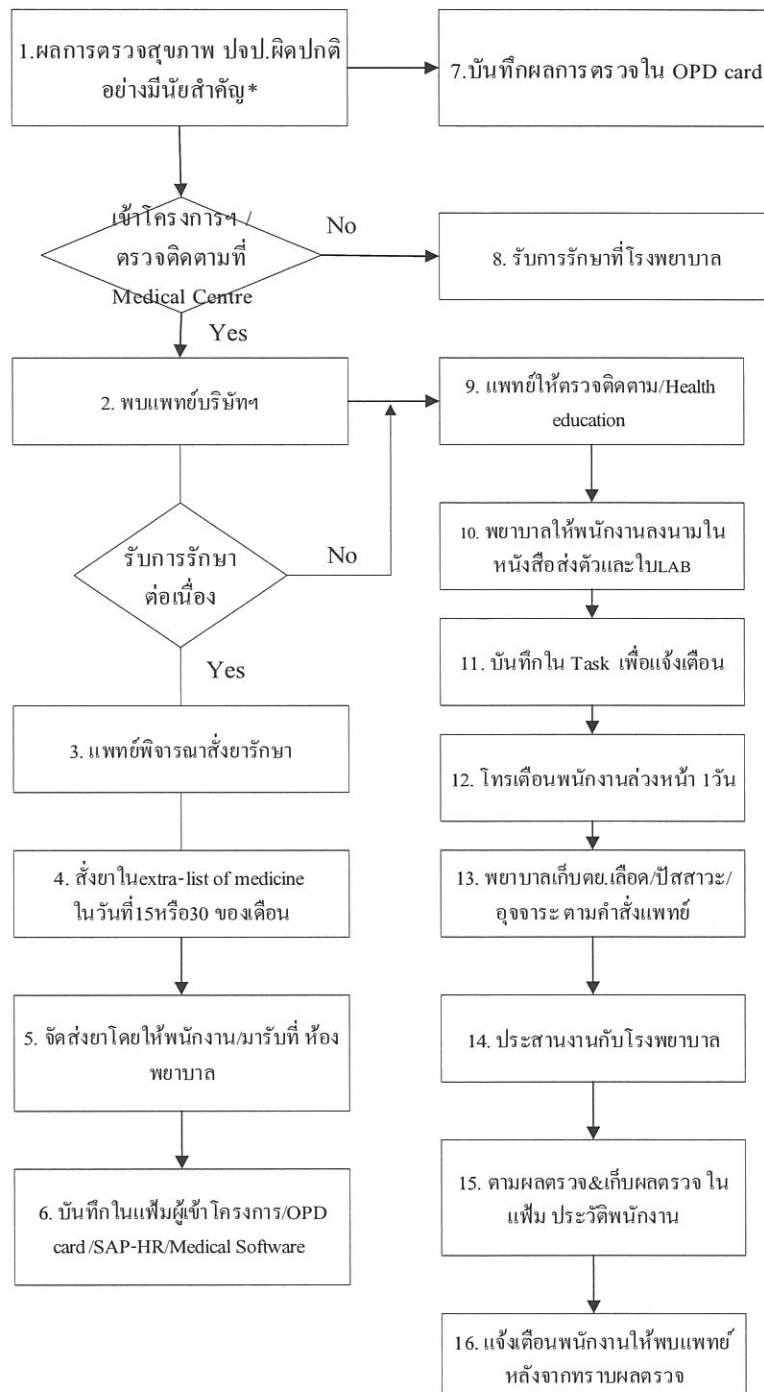 1.ผลการตรวจสุขภาพ ปจป.ผิดปกติ
อย่างมีนัยสำคัญ*
7.บันทึกผลการตรวจใน OPD card
เข้าโครงการฯ /
ตรวจติดตามที่
Medical Centre
No
8. รับการรักษาที่โรงพยาบาล
Yes
2. พบแพทย์บริษัทฯ
9. แพทย์ให้ตรวจติดตาม/Health
education
รับการรักษา
ต่อเนื่อง
No
10. พยาบาลให้พนักงานลงนามใน
หนังสือส่งตัวและใบLAB
Yes
11. บันทึกใน Task เพื่อแจ้งเตือน
3. แพทย์พิจารณาสั่งยารักษา
12. โทรเตือนพนักงานล่วงหน้า 1วัน
4. สั่งยาในextra-list of medicine
ในวันที่15หรือ30 ของเดือน
13. พยาบาลเก็บตย.เลือด/ปัสสาวะ/
อุจจาระ ตามคำสั่งแพทย์
5. จัดส่งยาโดยให้พนักงาน/มารับที่ ห้อง
พยาบาล
14. ประสานงานกับโรงพยาบาล
6. บันทึกในแฟ้มผู้เข้าโครงการ/OPD
card/SAP-HR/Medical Software
15. ตามผลตรวจ&เก็บผลตรวจ ใน
แฟ้ม ประวัติพนักงาน
16. แจ้งเตือนพนักงานให้พบแพทย์
หลังจากทราบผลตรวจ